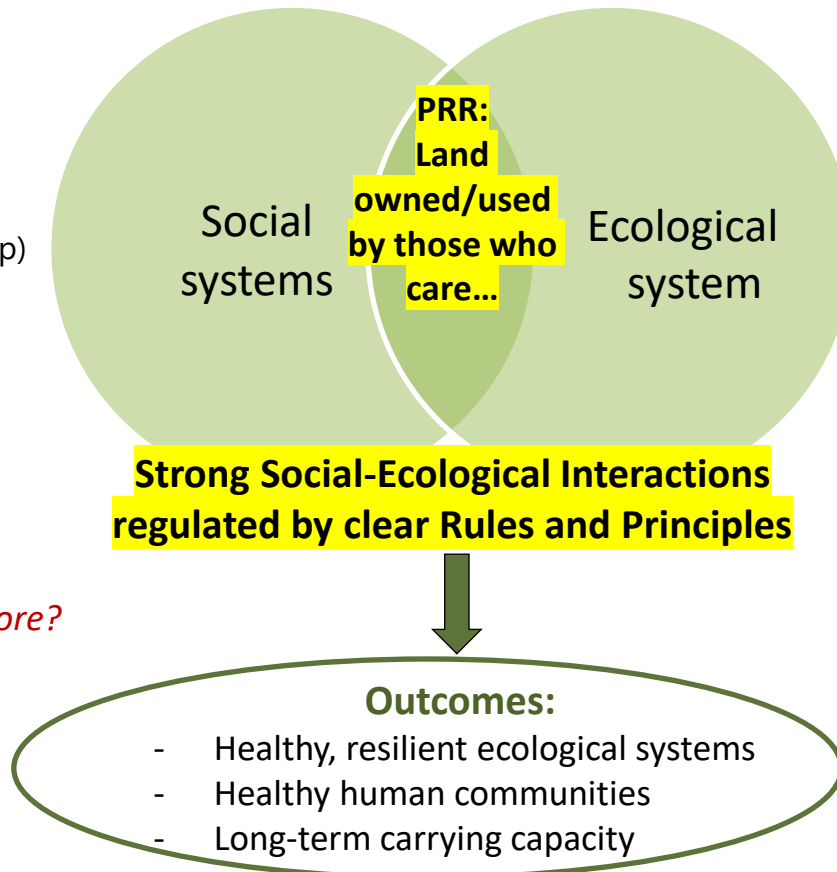 PRR:
Land
owned/used
by those who
care...
Social
systems
Ecological
system
p)
Strong Social-Ecological Interactions
regulated by clear Rules and Principles
ore?
Outcomes:
- Healthy, resilient ecological systems
- Healthy human communities
- Long-term carrying capacity